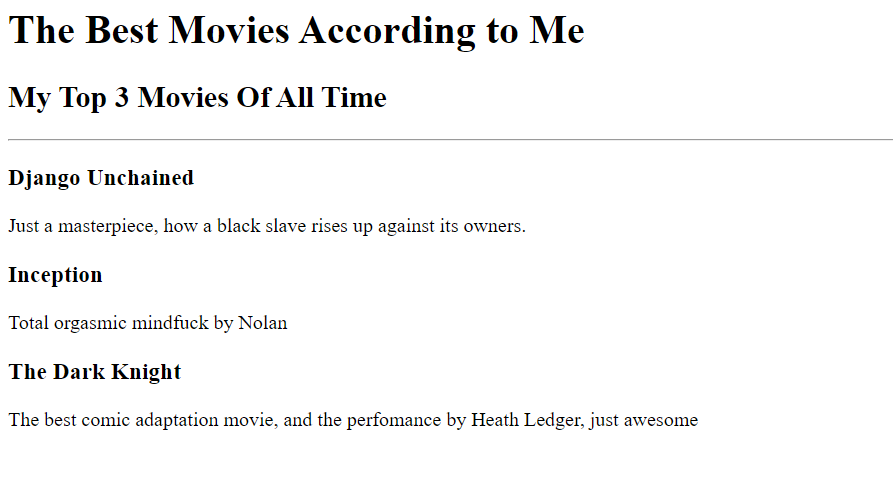 The Best Movies According to Me
My Top 3 Movies Of All Time
Django Unchained
Just a masterpiece, how a black slave rises up against its owners.
Inception
Total orgasmic mindfuck by Nolan
The Dark Knight
The best comic adaptation movie, and the perfomance by Heath Ledger, just awesome